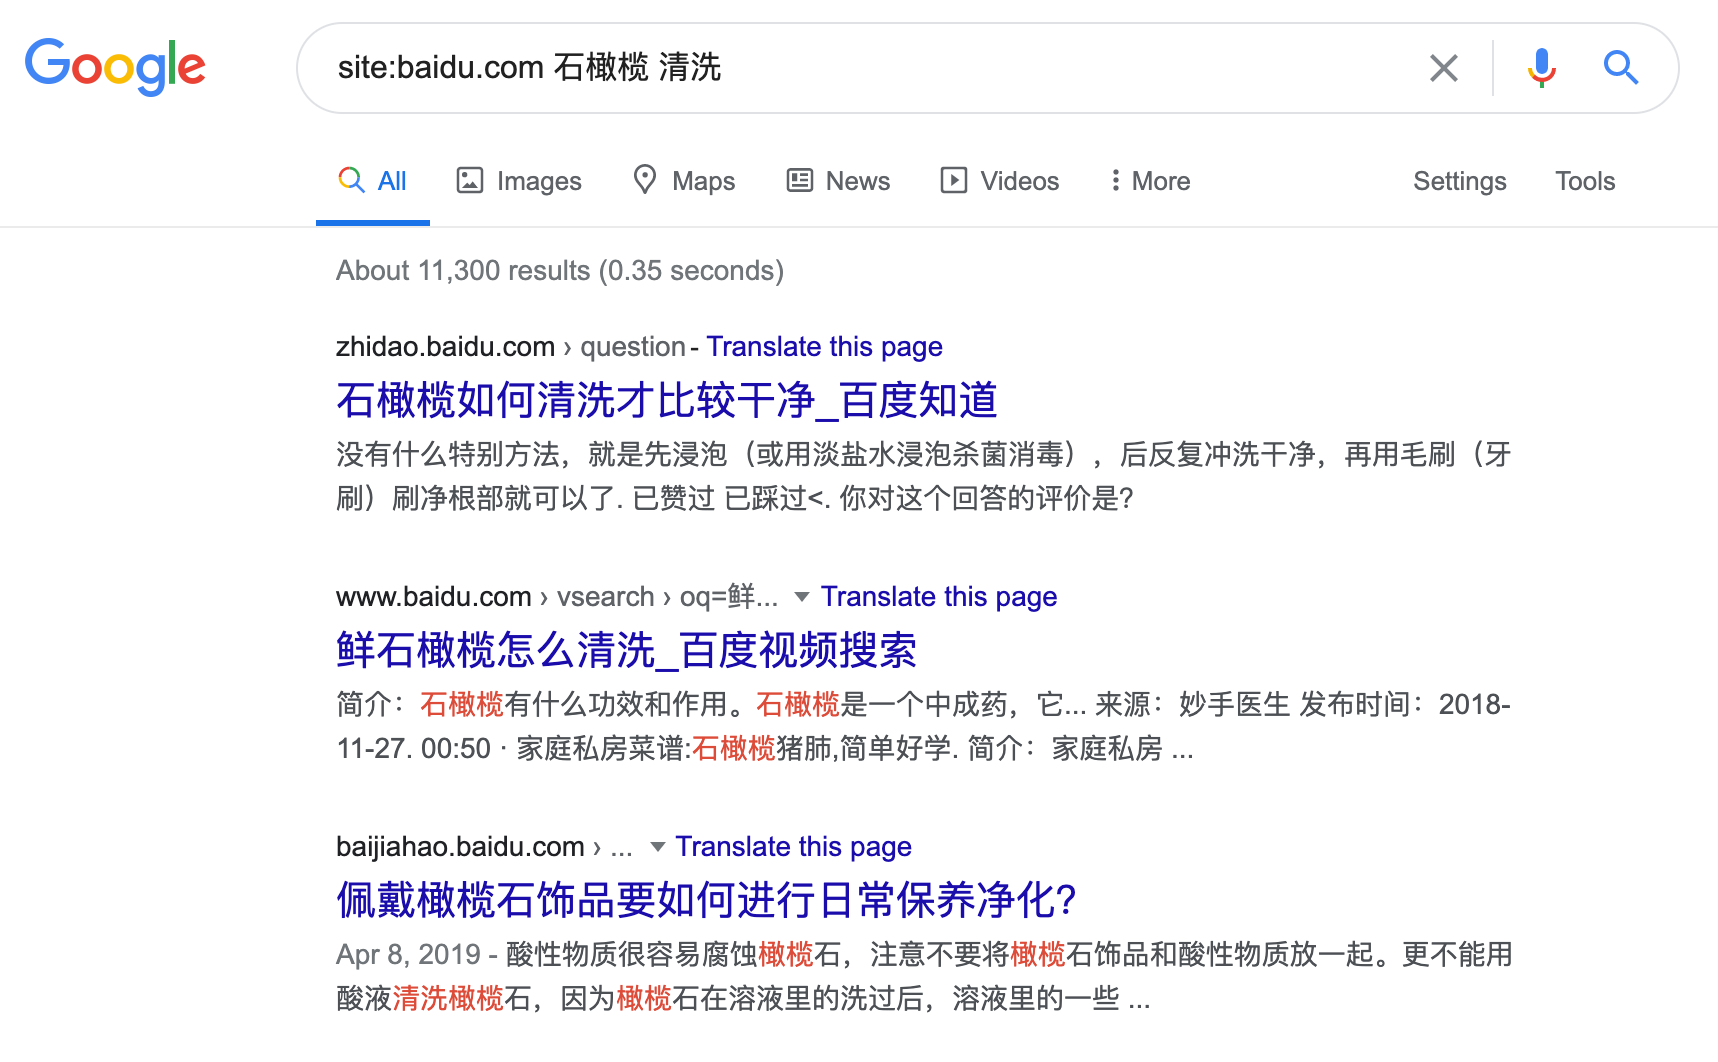 Google
site:baidu.com 石橄榄 清洗
All Images Maps News Videos More Settings Tools
About 11,300 results (0.35 seconds)
zhidao.baidu.com › question - Translate this page
石橄榄如何清洗才比较干净_百度知道
没有什么特别方法，就是先浸泡（或用淡盐水浸泡杀菌消毒），后反复冲洗干净，再用毛刷（牙
刷）刷净根部就可以了. 已赞过 已踩过<. 你对这个回答的评价是?
www.baidu.com › vsearch › oq=鲜... Translate this page
鲜石橄榄怎么清洗_百度视频搜索
简介：石橄榄有什么功效和作用。石橄榄是一个中成药，它... 来源：妙手医生 发布时间：2018-
11-27. 00:50 · 家庭私房菜谱:石橄榄猪肺,简单好学. 简介：家庭私房 ...
baijiahao.baidu.com › ... Translate this page
佩戴橄榄石饰品要如何进行日常保养净化?
Apr 8, 2019 - 酸性物质很容易腐蚀橄榄石，注意不要将橄榄石饰品和酸性物质放一起。更不能用
酸液清洗橄榄石，因为橄榄石在溶液里的洗过后，溶液里的一些 ...